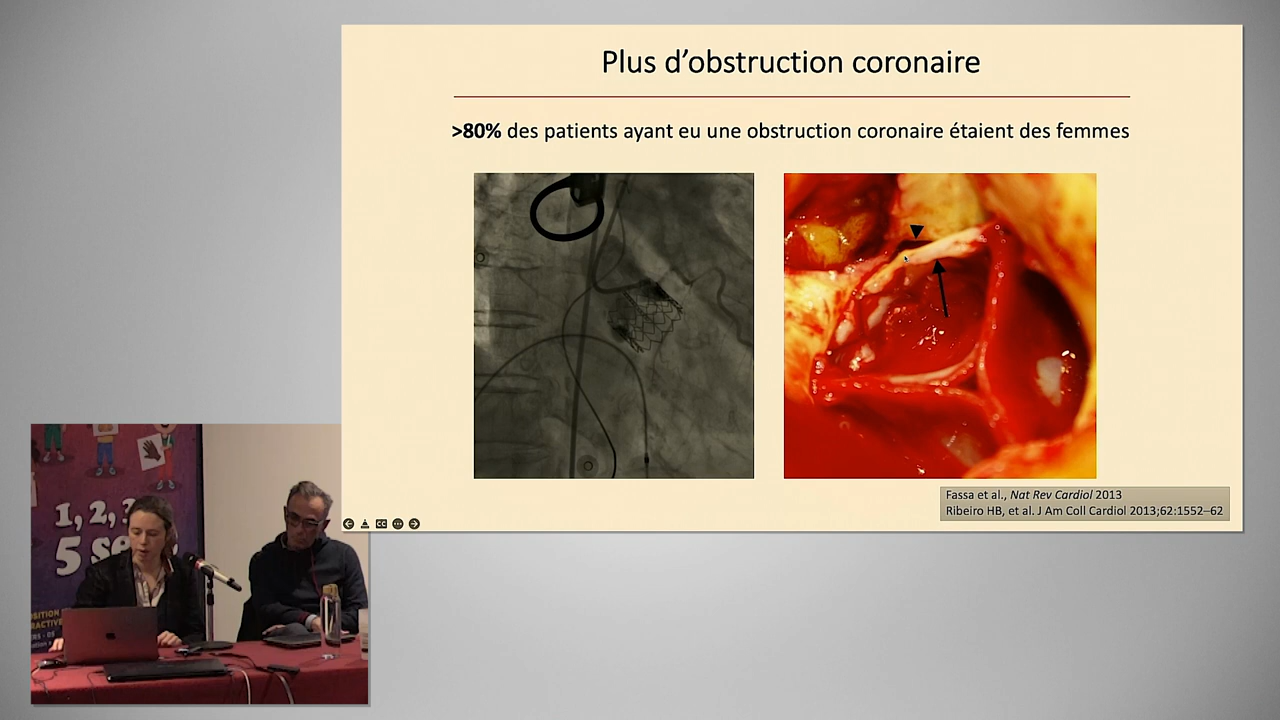 Plus d’obstruction coronaire
>80% des patients ayant eu une obstruction coronaire étaient des femmes
Fassa et al., Nat Rev Cardiol 2013
Ribeiro HB, et al. J Am Coll Cardiol 2013;62:1552–62
1, 2, 3
5 se